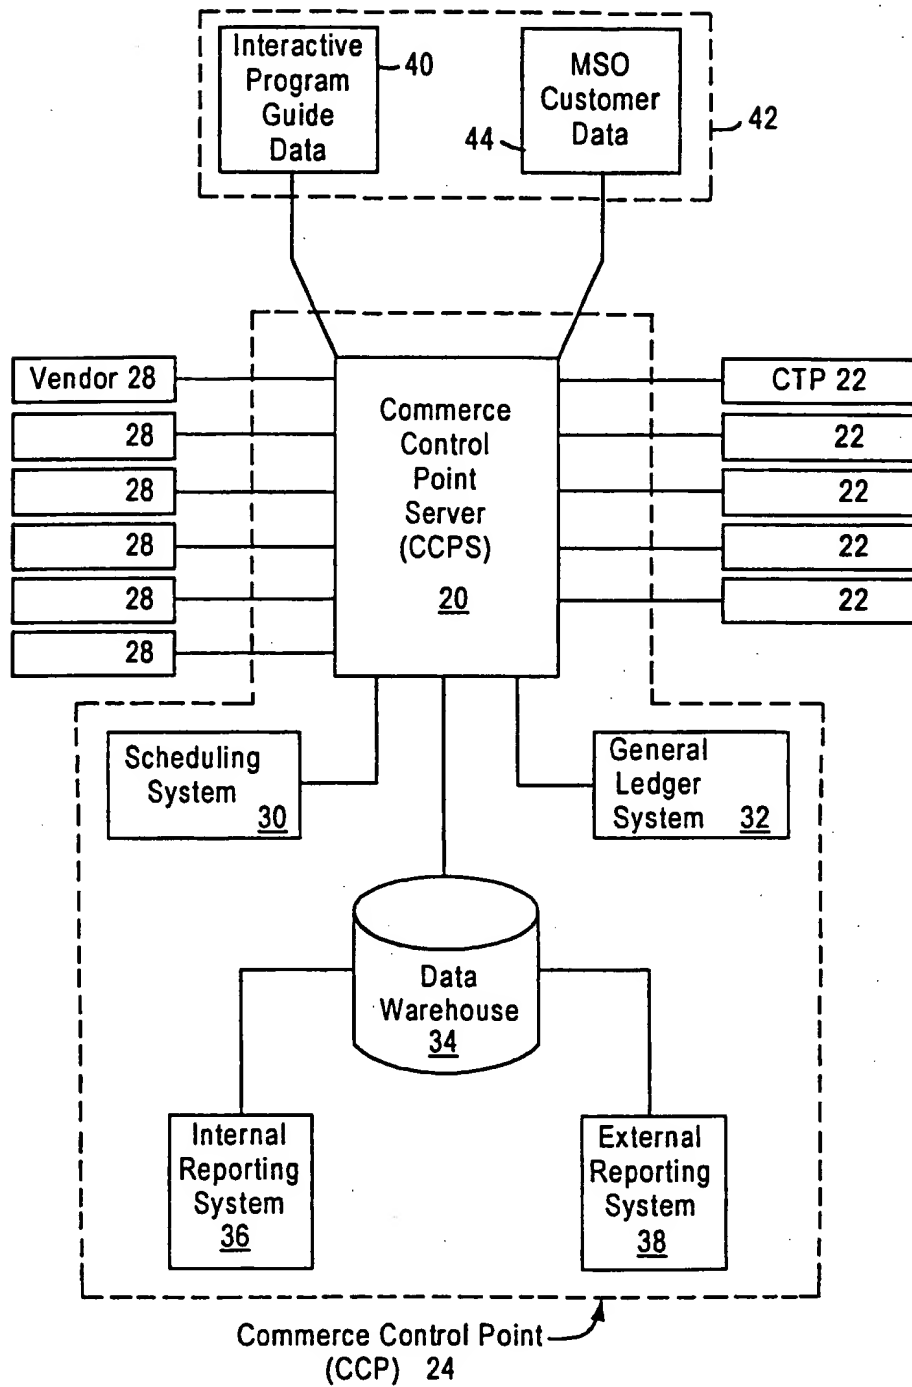 Interactive
Program
Guide
Data
40
MSO
Customer
Data
44
42
Vendor 28
28
28
28
28
28
Commerce
Control
Point
Server
(CCPS)
20
CTP 22
22
22
22
22
Scheduling
System
30
General
Ledger
System 32
Data
Warehouse
34
Internal
Reporting
System
36
External
Reporting
System
38
Commerce Control Point
(CCP) 24